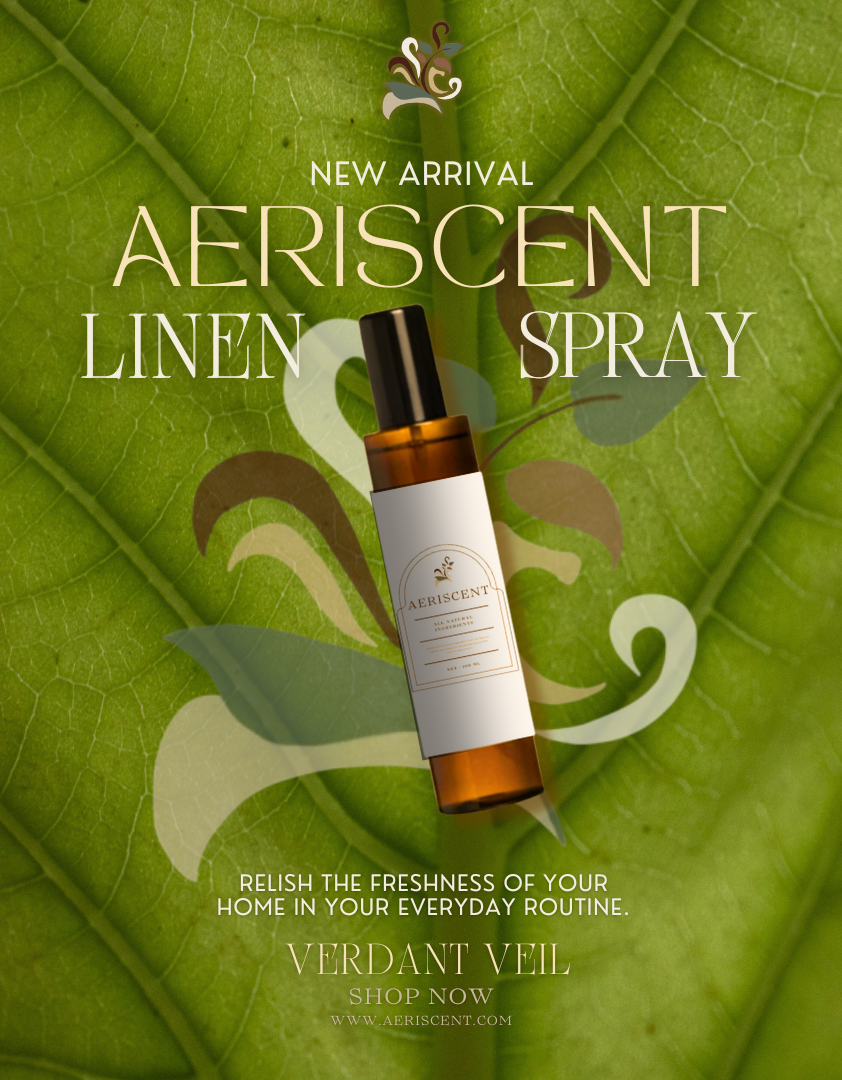 NEW ARRIVAL
AERISCENT
LINEN SPRAY
AERISCENT
ALL NATURAL
INGREDIENTS
RELISH THE FRESHNESS OF YOUR
HOME IN YOUR EVERYDAY ROUTINE.
VERDANT VEIL
SHOP NOW
WWW.AERISCENT.COM